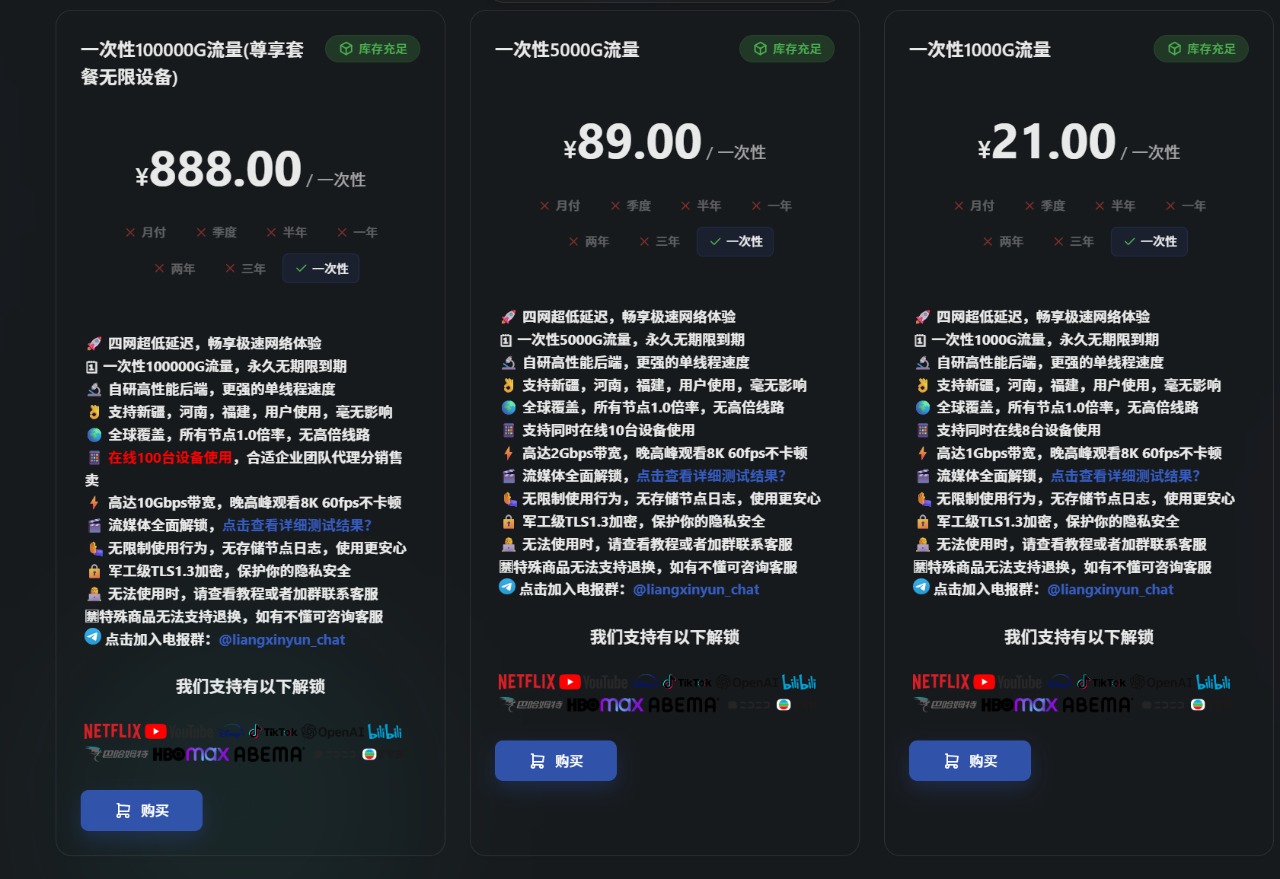 一次性100000G流量(尊享套
餐无限设备)
库存充足
¥888.00 / 一次性
月付 季度 半年 一年
两年 三年 一次性
四网超低延迟，畅享极速网络体验
一次性100000G流量，永久无期限到期
自研高性能后端，更强的单线程速度
支持新疆，河南，福建，用户使用，毫无影响
全球覆盖，所有节点1.0倍率，无高倍线路
在线100台设备使用，合适企业团队代理分销售
卖
高达10Gbps带宽，晚高峰观看8K 60fps不卡顿
流媒体全面解锁，点击查看详细测试结果？
无限制使用行为，无存储节点日志，使用更安心
军工级TLS1.3加密，保护你的隐私安全
无法使用时，请查看教程或者加群联系客服
🈲特殊商品无法支持退换，如有不懂可咨询客服
点击加入电报群：@liangxinyun_chat
我们支持有以下解锁
NETFLIX YouTube TikTok OpenAI bilibili
巴哈姆特 HBO max ABEMA
购买
一次性5000G流量
库存充足
¥89.00 / 一次性
月付 季度 半年 一年
两年 三年 一次性
四网超低延迟，畅享极速网络体验
一次性5000G流量，永久无期限到期
自研高性能后端，更强的单线程速度
支持新疆，河南，福建，用户使用，毫无影响
全球覆盖，所有节点1.0倍率，无高倍线路
支持同时在线10台设备使用
高达2Gbps带宽，晚高峰观看8K 60fps不卡顿
流媒体全面解锁，点击查看详细测试结果？
无限制使用行为，无存储节点日志，使用更安心
军工级TLS1.3加密，保护你的隐私安全
无法使用时，请查看教程或者加群联系客服
🈲特殊商品无法支持退换，如有不懂可咨询客服
点击加入电报群：@liangxinyun_chat
我们支持有以下解锁
NETFLIX YouTube TikTok OpenAI bilibili
巴哈姆特 HBO max ABEMA
购买
一次性1000G流量
库存充足
¥21.00 / 一次性
月付 季度 半年 一年
两年 三年 一次性
四网超低延迟，畅享极速网络体验
一次性1000G流量，永久无期限到期
自研高性能后端，更强的单线程速度
支持新疆，河南，福建，用户使用，毫无影响
全球覆盖，所有节点1.0倍率，无高倍线路
支持同时在线8台设备使用
高达1Gbps带宽，晚高峰观看8K 60fps不卡顿
流媒体全面解锁，点击查看详细测试结果？
无限制使用行为，无存储节点日志，使用更安心
军工级TLS1.3加密，保护你的隐私安全
无法使用时，请查看教程或者加群联系客服
🈲特殊商品无法支持退换，如有不懂可咨询客服
点击加入电报群：@liangxinyun_chat
我们支持有以下解锁
NETFLIX YouTube TikTok OpenAI bilibili
巴哈姆特 HBO max ABEMA
购买